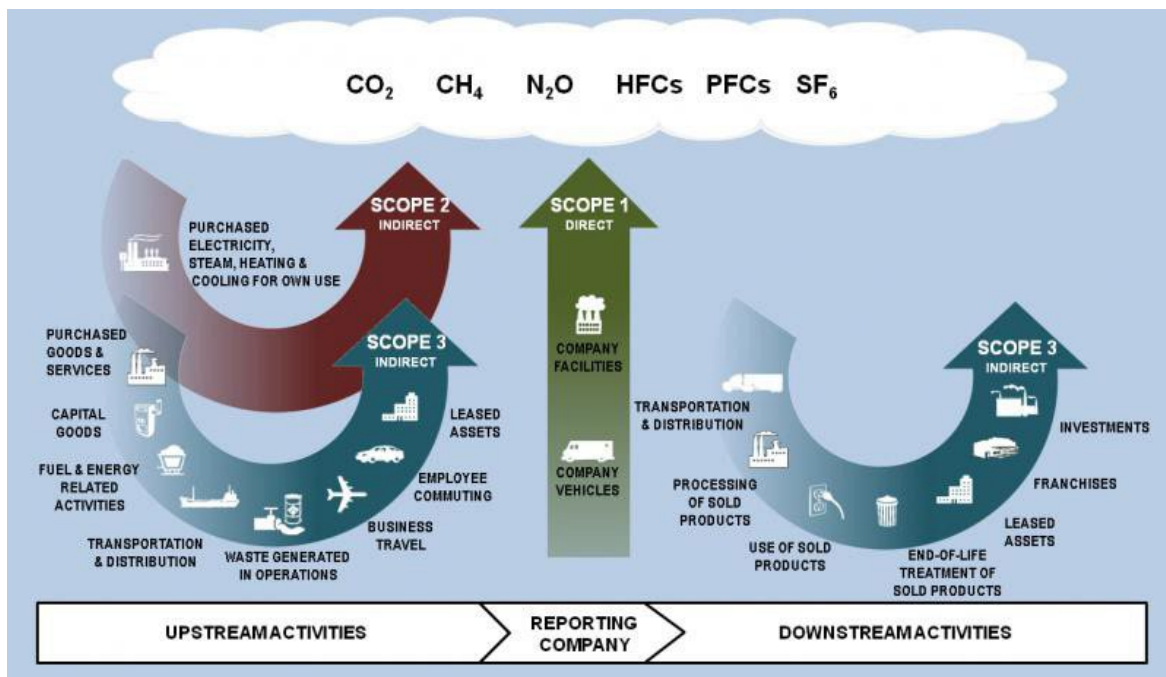 CO₂ CH₄ N₂O HFCs PFCs SF₆
SCOPE 2
INDIRECT
PURCHASED
ELECTRICITY,
STEAM, HEATING &
COOLING FOR OWN USE
SCOPE 3
INDIRECT
PURCHASED
GOODS &
SERVICES
CAPITAL
GOODS
FUEL & ENERGY
RELATED
ACTIVITIES
TRANSPORTATION
& DISTRIBUTION
WASTE GENERATED
IN OPERATIONS
BUSINESS
TRAVEL
EMPLOYEE
COMMUTING
LEASED
ASSETS
SCOPE 1
DIRECT
COMPANY
FACILITIES
COMPANY
VEHICLES
SCOPE 3
INDIRECT
TRANSPORTATION
& DISTRIBUTION
PROCESSING
OF SOLD
PRODUCTS
USE OF SOLD
PRODUCTS
END-OF-LIFE
TREATMENT OF
SOLD PRODUCTS
LEASED
ASSETS
FRANCHISES
INVESTMENTS
UPSTREAMACTIVITIES
REPORTING
COMPANY
DOWNSTREAMACTIVITIES